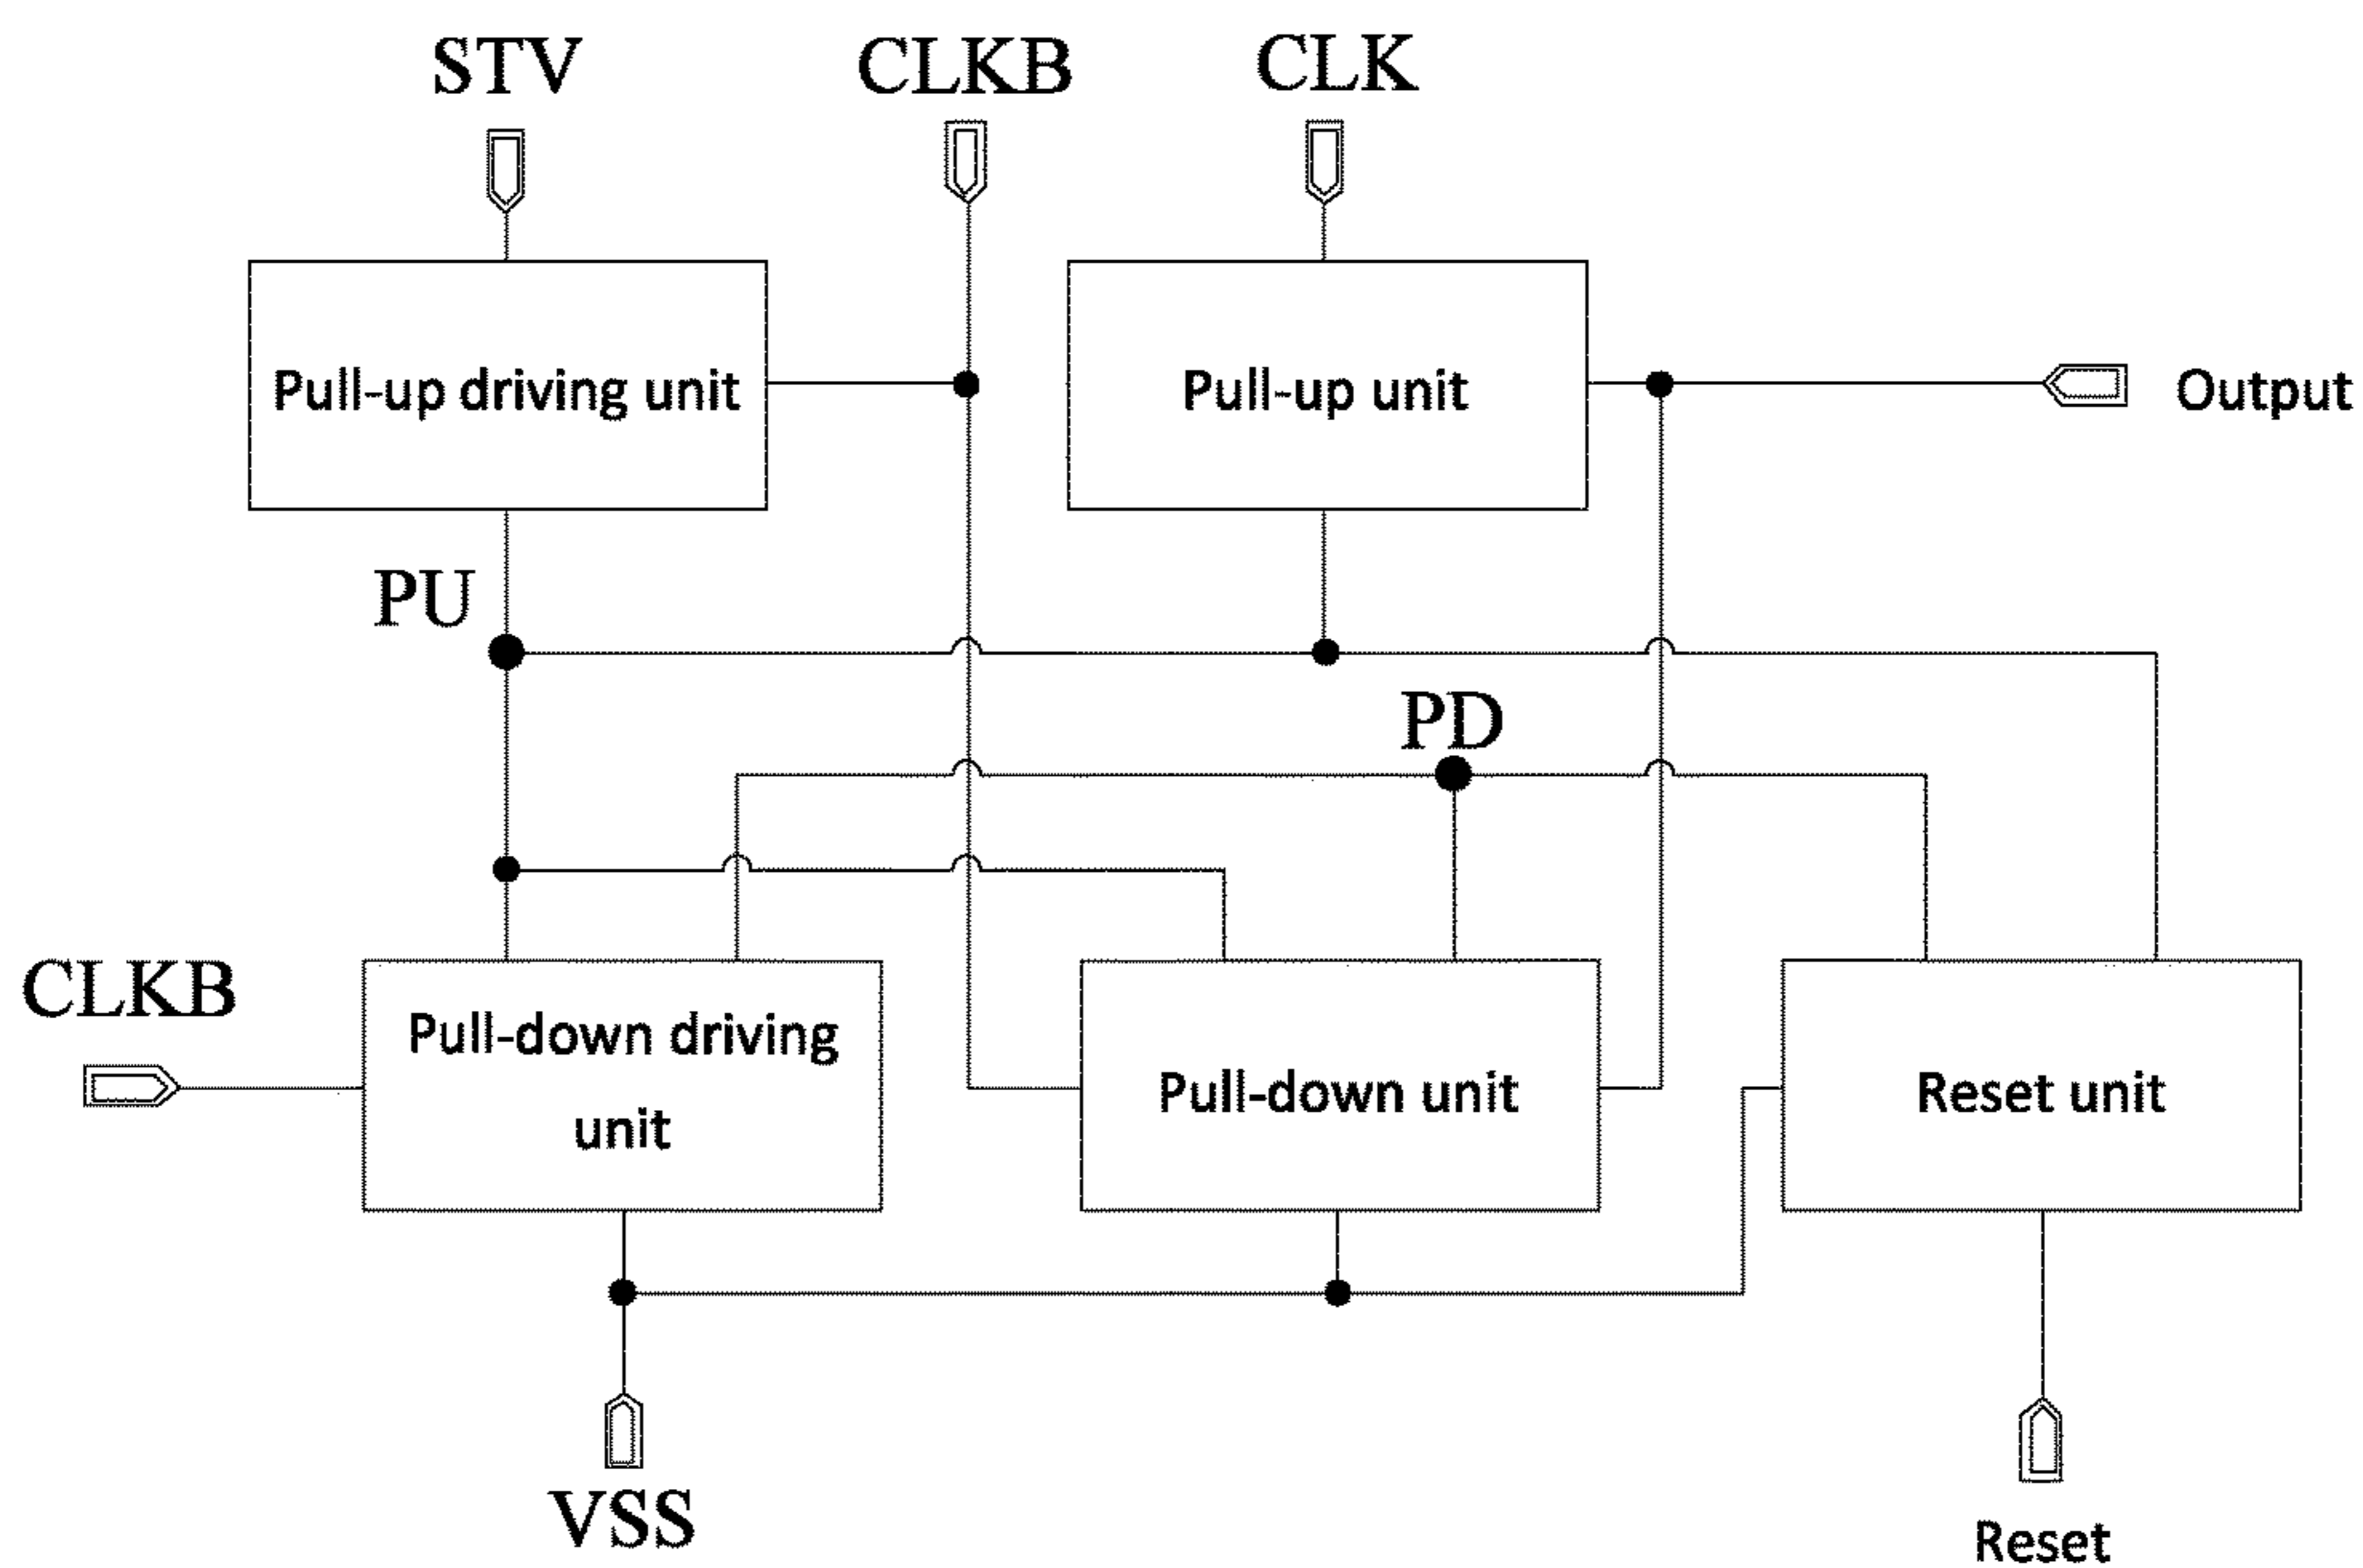 STV
CLKB
CLK
Pull-up driving unit
Pull-up unit
Output
PU
PD
CLKB
Pull-down driving
unit
Pull-down unit
Reset unit
VSS
Reset